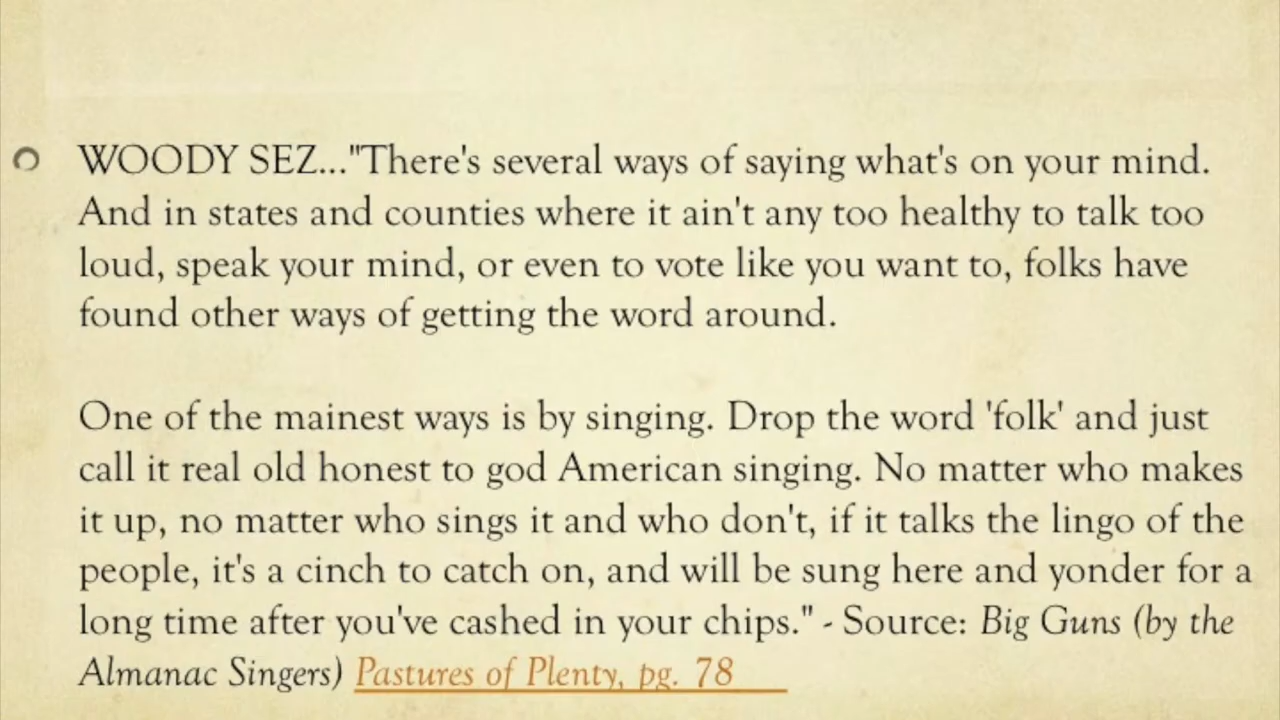 WOODY SEZ..."There's several ways of saying what's on your mind.
And in states and counties where it ain't any too healthy to talk too
loud, speak your mind, or even to vote like you want to, folks have
found other ways of getting the word around.
One of the mainest ways is by singing. Drop the word 'folk' and just
call it real old honest to god American singing. No matter who makes
it up, no matter who sings it and who don't, if it talks the lingo of the
people, it's a cinch to catch on, and will be sung here and yonder for a
long time after you've cashed in your chips." - Source: Big Guns (by the
Almanac Singers) Pastures of Plenty, pg. 78